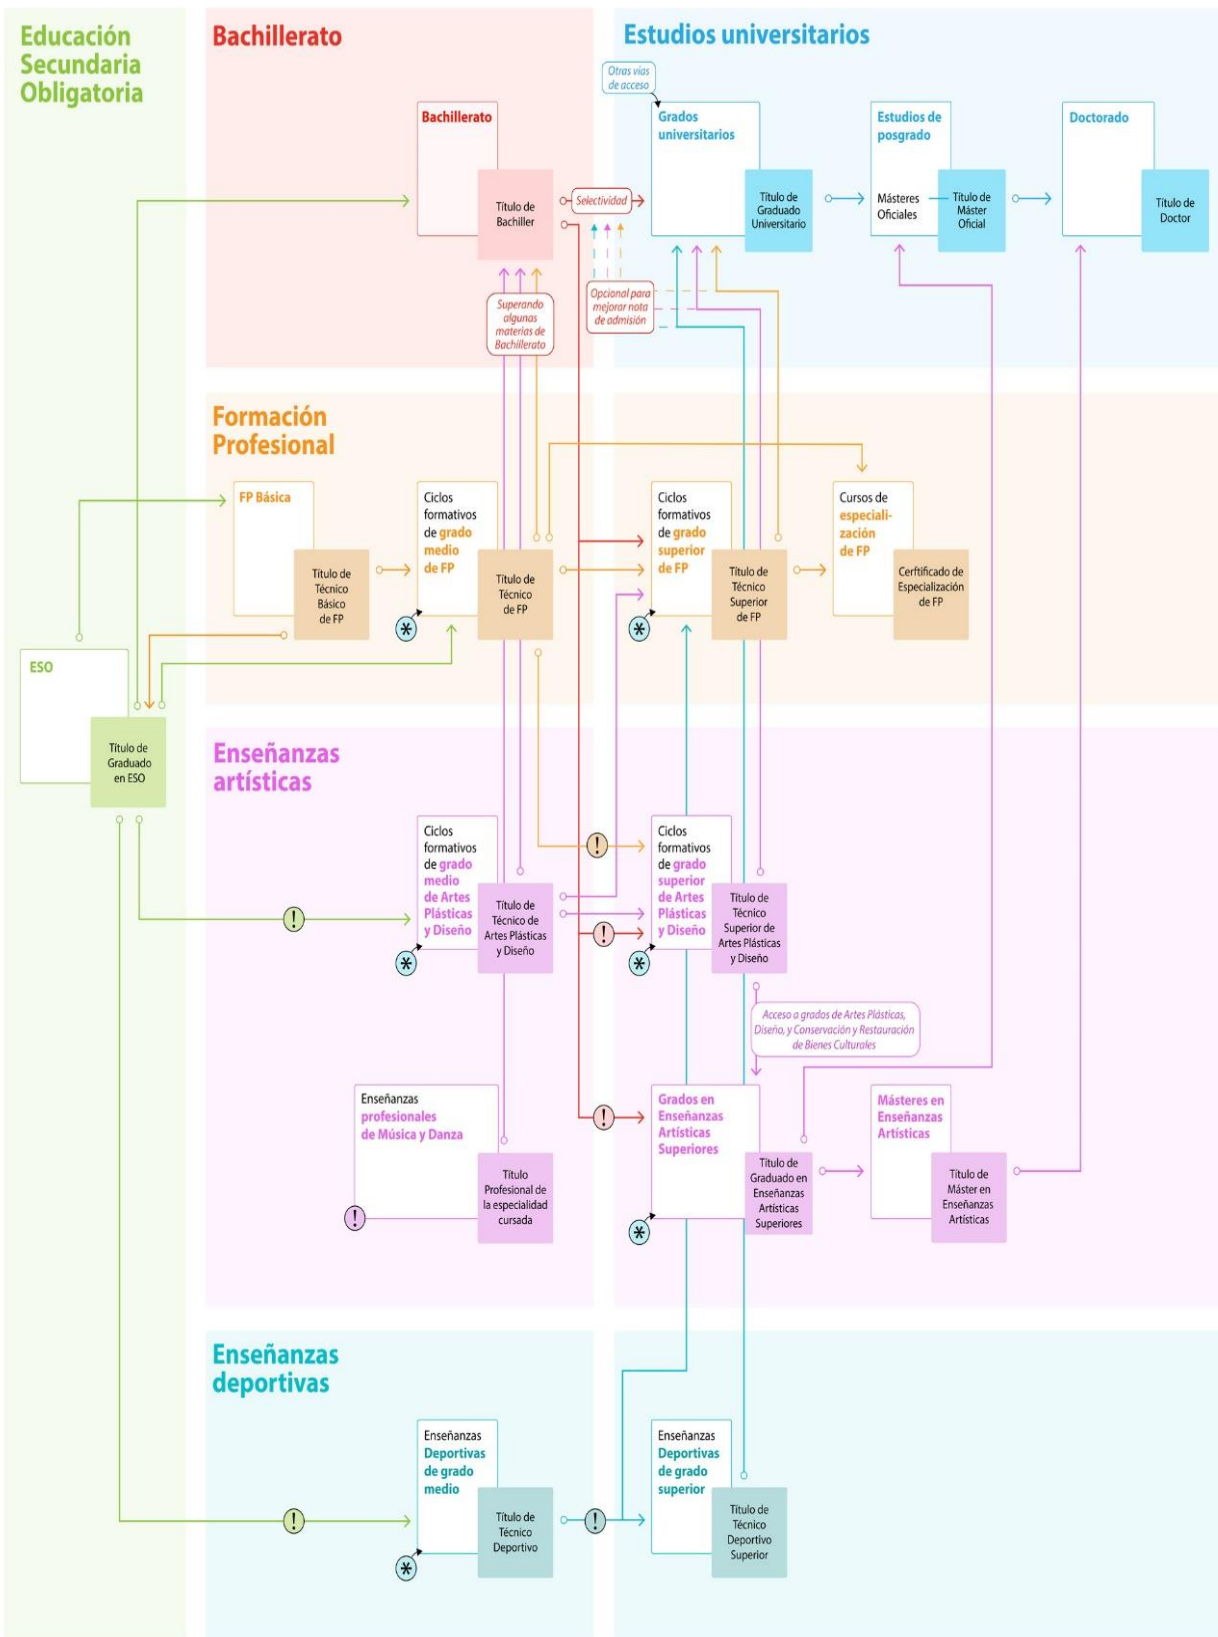 Educación
Secundaria
Obligatoria
Bachillerato
Estudios universitarios
Otras vías
de acceso
Bachillerato
Título de
Bachiller
Selectividad
Grados
universitarios
Título de
Graduado
Universitario
Estudios de
posgrado
Másteres
Oficiales
Título de
Máster
Oficial
Doctorado
Título de
Doctor
Superando
algunas
materias de
Bachillerato
Opcional para
mejorar nota
de admisión
Formación
Profesional
FP Básica
Título de
Técnico
Básico
de FP
Ciclos
formativos
de grado
medio
de FP
Título de
Técnico
de FP
*
Ciclos
formativos
de grado
superior
de FP
Título de
Técnico
Superior
de FP
*
Cursos de
especiali-
zación
de FP
Cerftificado de
Especialización
de FP
ESO
Título de
Graduado
en ESO
Enseñanzas
artísticas
!
Ciclos
formativos
de grado
medio
de Artes
Plásticas
y Diseño
Título de
Técnico de
Artes Plásticas
y Diseño
*
!
!
Ciclos
formativos
de grado
superior
de Artes
Plásticas
y Diseño
Título de
Técnico
Superior de
Artes Plásticas
y Diseño
*
Acceso a grados de Artes Plásticas,
Diseño, y Conservación y Restauración
de Bienes Culturales
Enseñanzas
profesionales
de Música y Danza
Título
Profesional de
la especialidad
cursada
!
!
Grados en
Enseñanzas
Artísticas
Superiores
Título de
Graduado en
Enseñanzas
Artísticas
Superiores
*
Másteres en
Enseñanzas
Artísticas
Título de
Máster en
Enseñanzas
Artísticas
Enseñanzas
deportivas
!
Enseñanzas
Deportivas
de grado
medio
Título de
Técnico
Deportivo
*
!
Enseñanzas
Deportivas
de grado
superior
Título de
Técnico
Deportivo
Superior